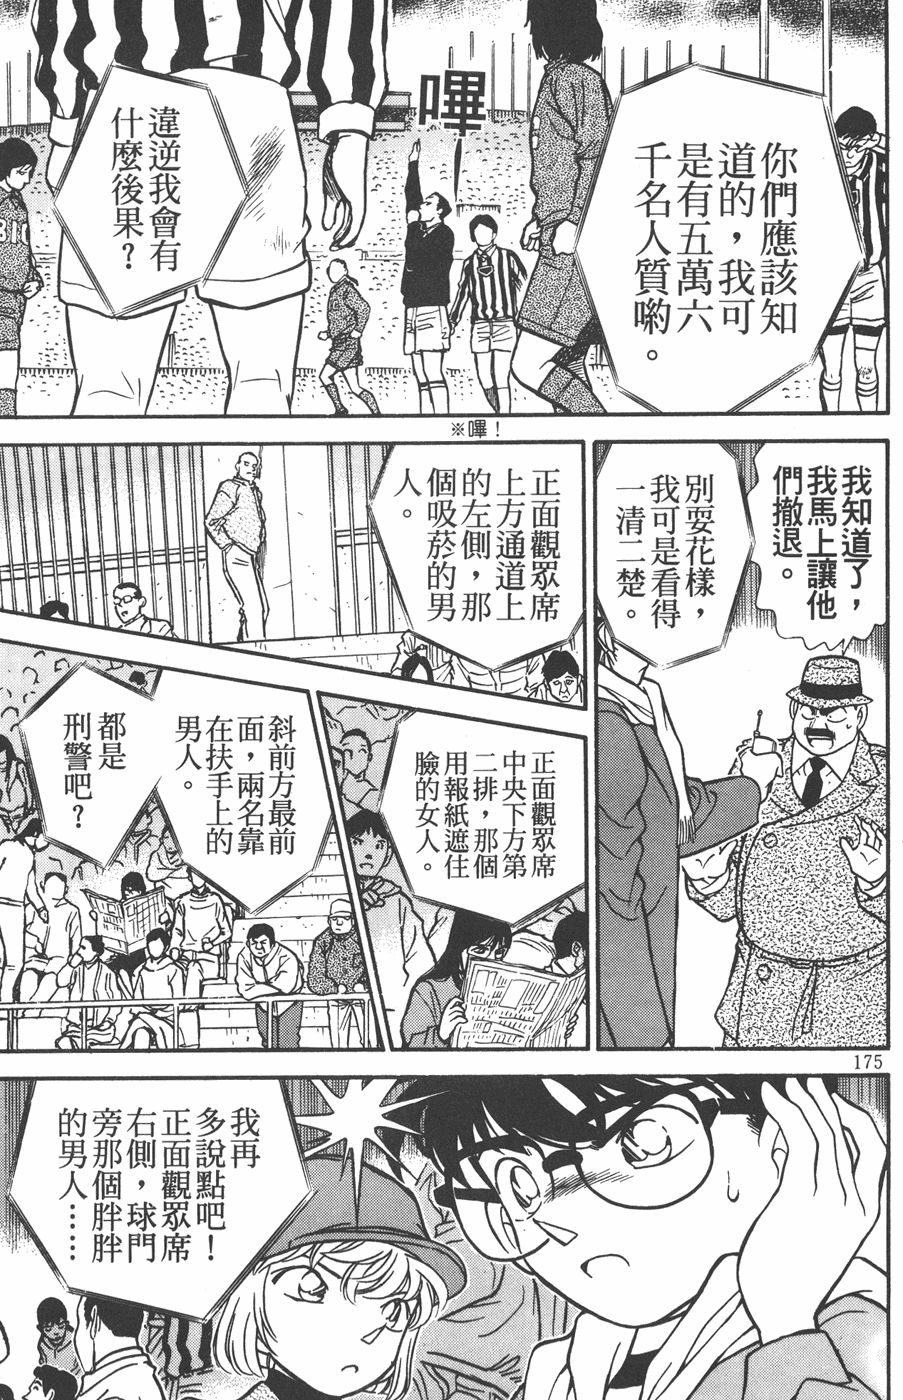 你們應該知
道的，我可
是有五萬六
千名人質喲。
嗶
違逆我會有
什麼後果？
※嗶！
我知道了，
我馬上讓他
們撤退。
別耍花樣，
我可是看得
一清二楚。
正面觀眾席
上方通道上
的左側，那
個吸菸的男
人。
正面觀眾席
中央下方第
二排，那個
用報紙遮住
臉的女人。
斜前方最前
面，兩名靠
在扶手上的
男人。
都是
刑警吧？
175
我再
多說點吧！
正面觀眾席
右側，球門
旁那個胖胖
的男人……